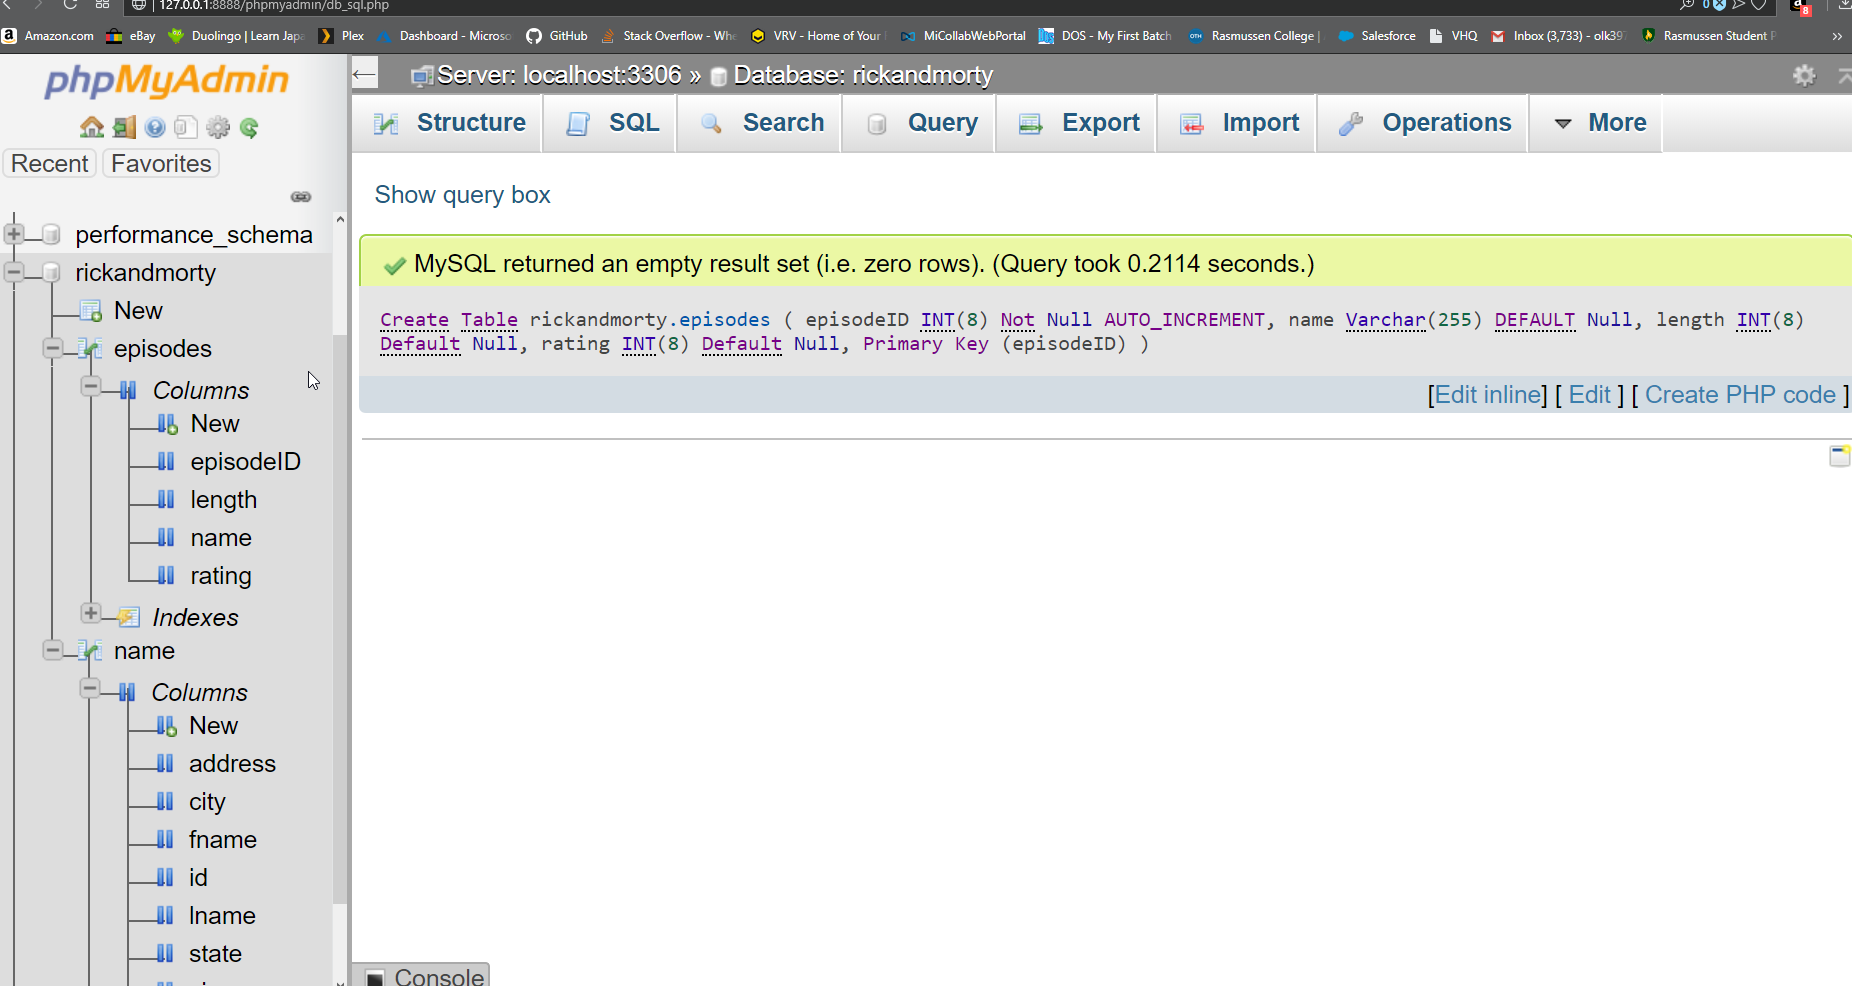 127.0.0.1:8888/phpmyadmin/db_sql.php
0
8
Amazon.com eBay Duolingo | Learn Japa Plex Dashboard - Microso GitHub Stack Overflow - Whe VRV - Home of Your MiCollabWebPortal DOS - My First Batch Rasmussen College | Salesforce VHQ Inbox (3,733) - olk397 Rasmussen Student P »
phpMyAdmin
Recent Favorites
performance_schema
rickandmorty
New
episodes
Columns
New
episodeID
length
name
rating
Indexes
name
Columns
New
address
city
fname
id
lname
state
Server: localhost:3306 » Database: rickandmorty
Structure SQL Search Query Export Import Operations More
Show query box
MySQL returned an empty result set (i.e. zero rows). (Query took 0.2114 seconds.)
Create Table rickandmorty.episodes ( episodeID INT(8) Not Null AUTO_INCREMENT, name Varchar(255) DEFAULT Null, length INT(8)
Default Null, rating INT(8) Default Null, Primary Key (episodeID) )
[Edit inline] [ Edit ] [ Create PHP code ]
Console